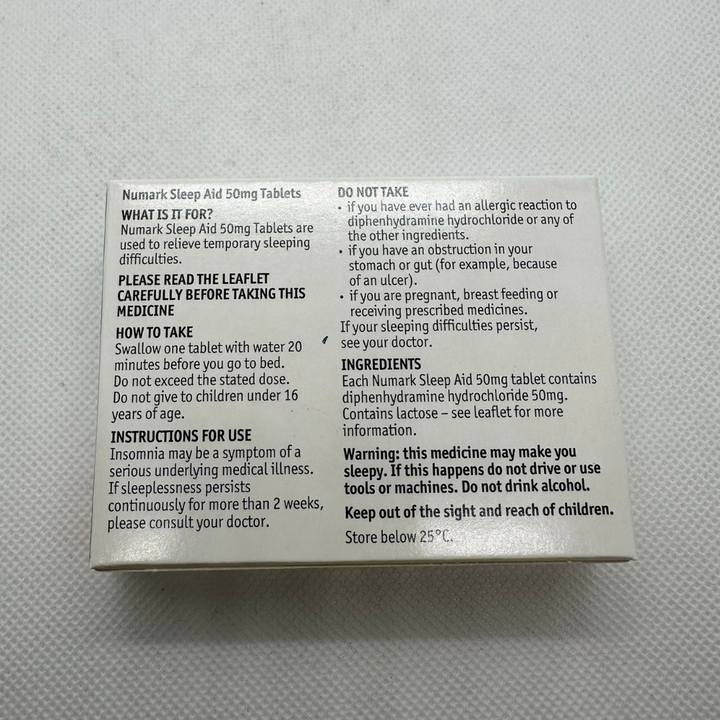 Numark Sleep Aid 50mg Tablets
WHAT IS IT FOR?
Numark Sleep Aid 50mg Tablets are
used to relieve temporary sleeping
difficulties.
PLEASE READ THE LEAFLET
CAREFULLY BEFORE TAKING THIS
MEDICINE
HOW TO TAKE
Swallow one tablet with water 20
minutes before you go to bed.
Do not exceed the stated dose.
Do not give to children under 16
years of age.
INSTRUCTIONS FOR USE
Insomnia may be a symptom of a
serious underlying medical illness.
If sleeplessness persists
continuously for more than 2 weeks,
please consult your doctor.
DO NOT TAKE
• if you have ever had an allergic reaction to
diphenhydramine hydrochloride or any of
the other ingredients.
• if you have an obstruction in your
stomach or gut (for example, because
of an ulcer).
• if you are pregnant, breast feeding or
receiving prescribed medicines.
If your sleeping difficulties persist,
see your doctor.
INGREDIENTS
Each Numark Sleep Aid 50mg tablet contains
diphenhydramine hydrochloride 50mg.
Contains lactose – see leaflet for more
information.
Warning: this medicine may make you
sleepy. If this happens do not drive or use
tools or machines. Do not drink alcohol.
Keep out of the sight and reach of children.
Store below 25°C.